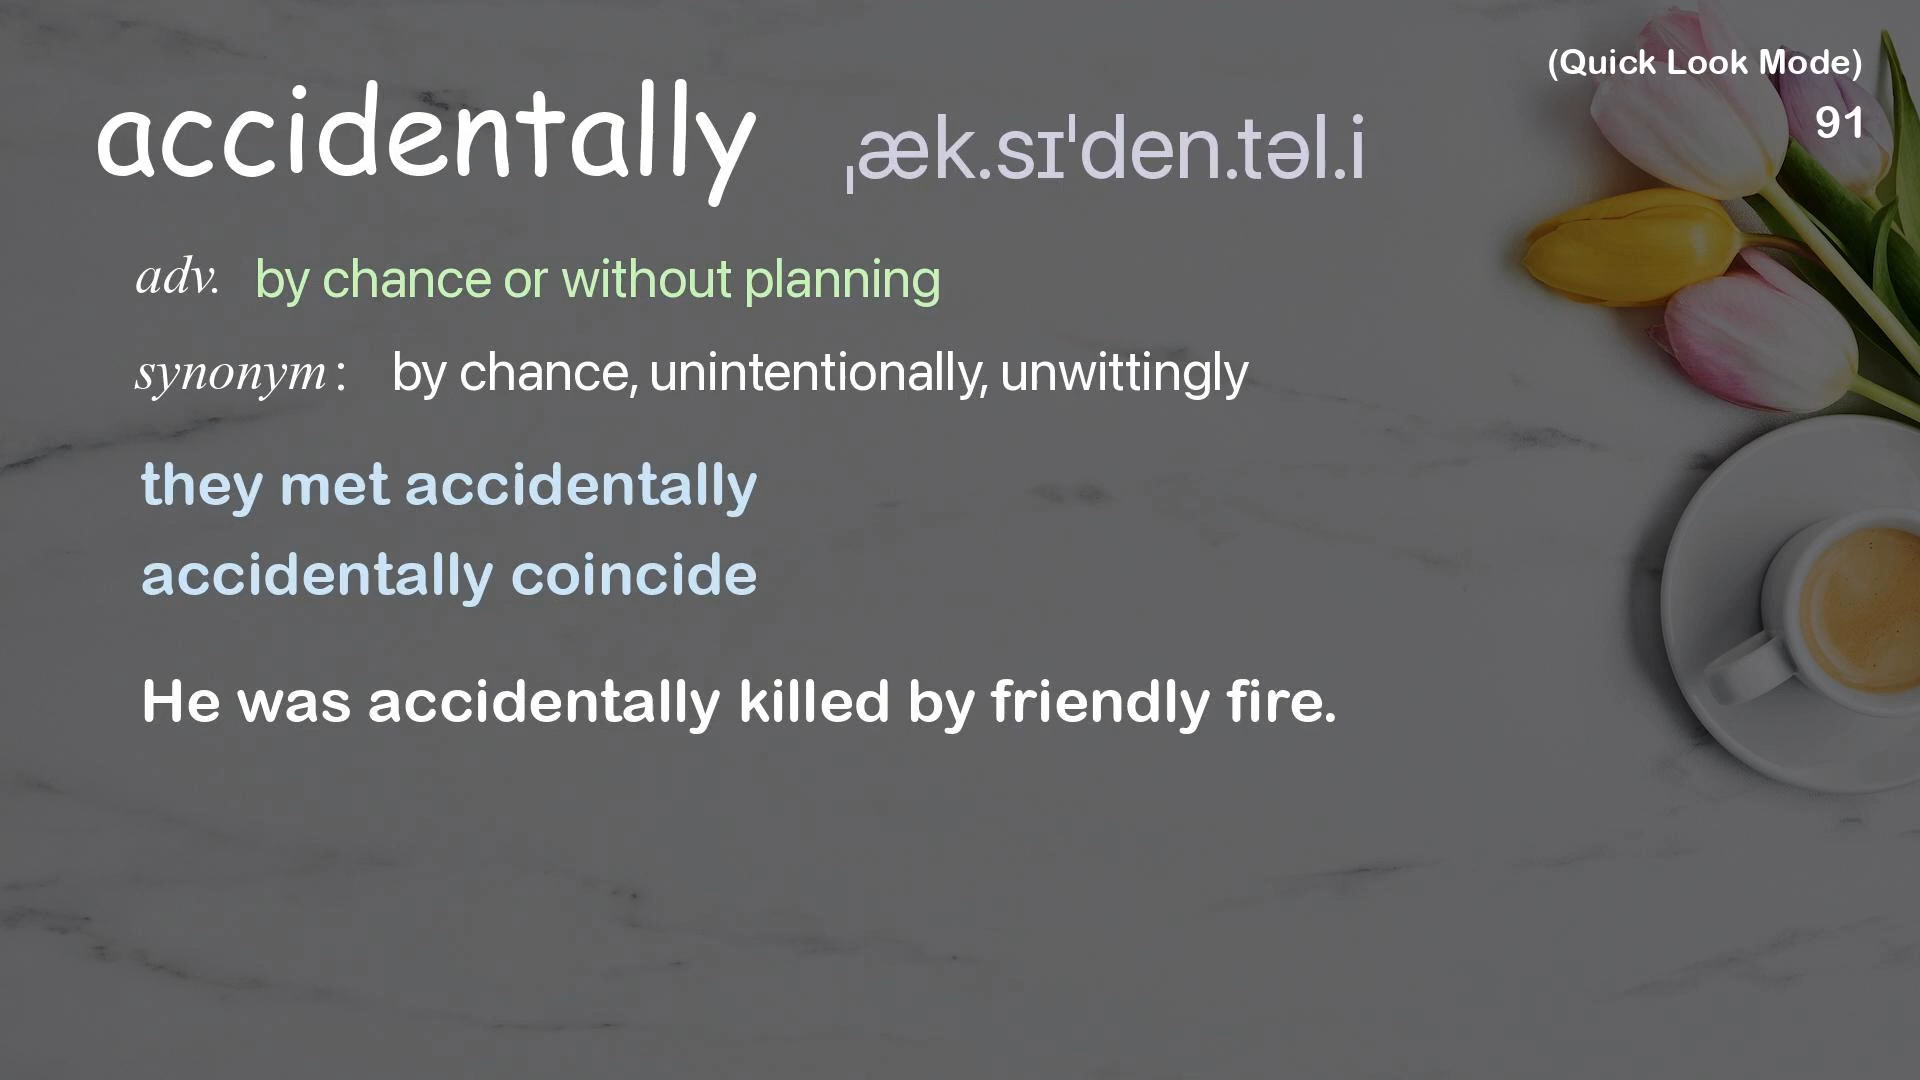 (Quick Look Mode)
91
accidentally ˌæk.sɪˈden.təl.i
adv. by chance or without planning
synonym : by chance, unintentionally, unwittingly
they met accidentally
accidentally coincide
He was accidentally killed by friendly fire.